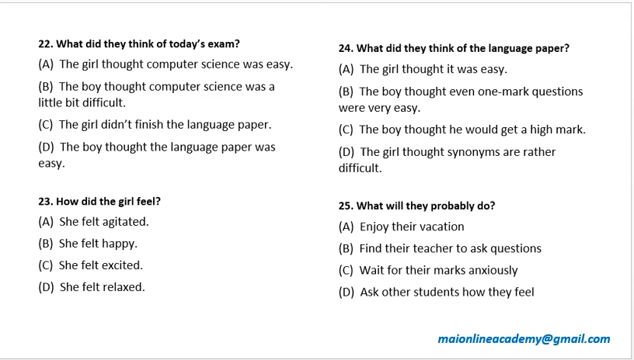 22. What did they think of today's exam?
(A) The girl thought computer science was easy.
(B) The boy thought computer science was a
little bit difficult.
(C) The girl didn't finish the language paper.
(D) The boy thought the language paper was
easy.
23. How did the girl feel?
(A) She felt agitated.
(B) She felt happy.
(C) She felt excited.
(D) She felt relaxed.
24. What did they think of the language paper?
(A) The girl thought it was easy.
(B) The boy thought even one-mark questions
were very easy.
(C) The boy thought he would get a high mark.
(D) The girl thought synonyms are rather
difficult.
25. What will they probably do?
(A) Enjoy their vacation
(B) Find their teacher to ask questions
(C) Wait for their marks anxiously
(D) Ask other students how they feel
maionlineacademy@gmail.com